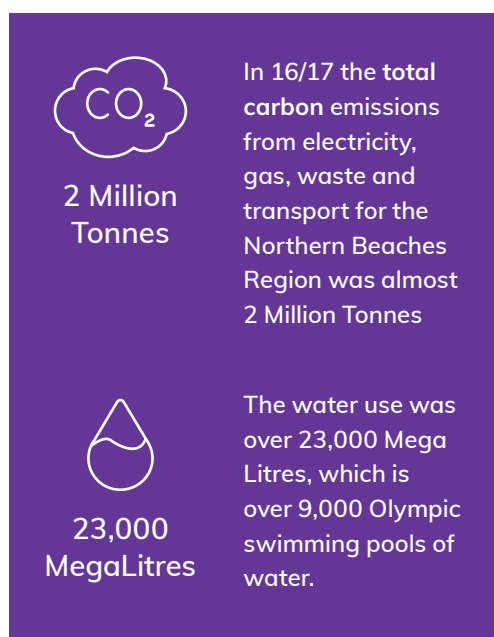 CO2
2 Million
Tonnes
In 16/17 the total
carbon emissions
from electricity,
gas, waste and
transport for the
Northern Beaches
Region was almost
2 Million Tonnes
23,000
MegaLitres
The water use was
over 23,000 Mega
Litres, which is
over 9,000 Olympic
swimming pools of
water.